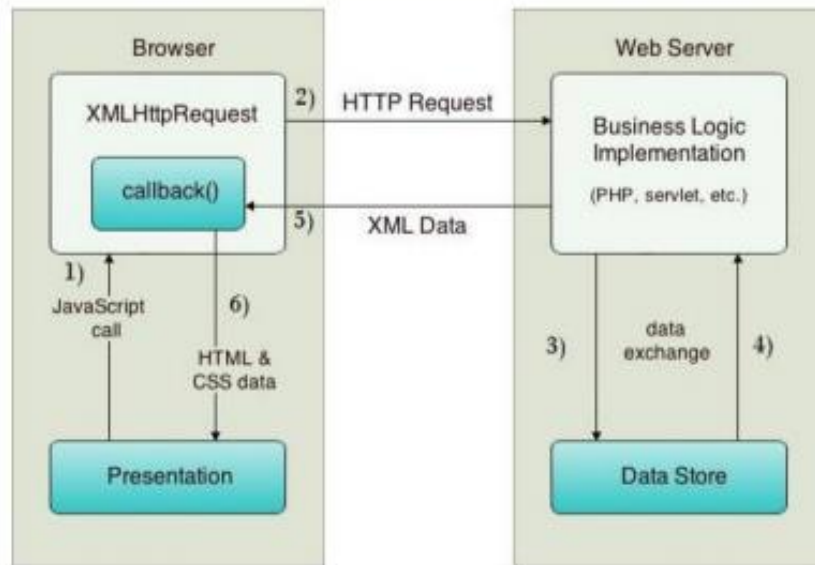 Browser
Web Server
XMLHttpRequest
2)
HTTP Request
Business Logic
Implementation
(PHP, servlet, etc.)
callback()
5)
XML Data
1)
JavaScript
call
6)
HTML &
CSS data
3)
data
exchange
4)
Presentation
Data Store